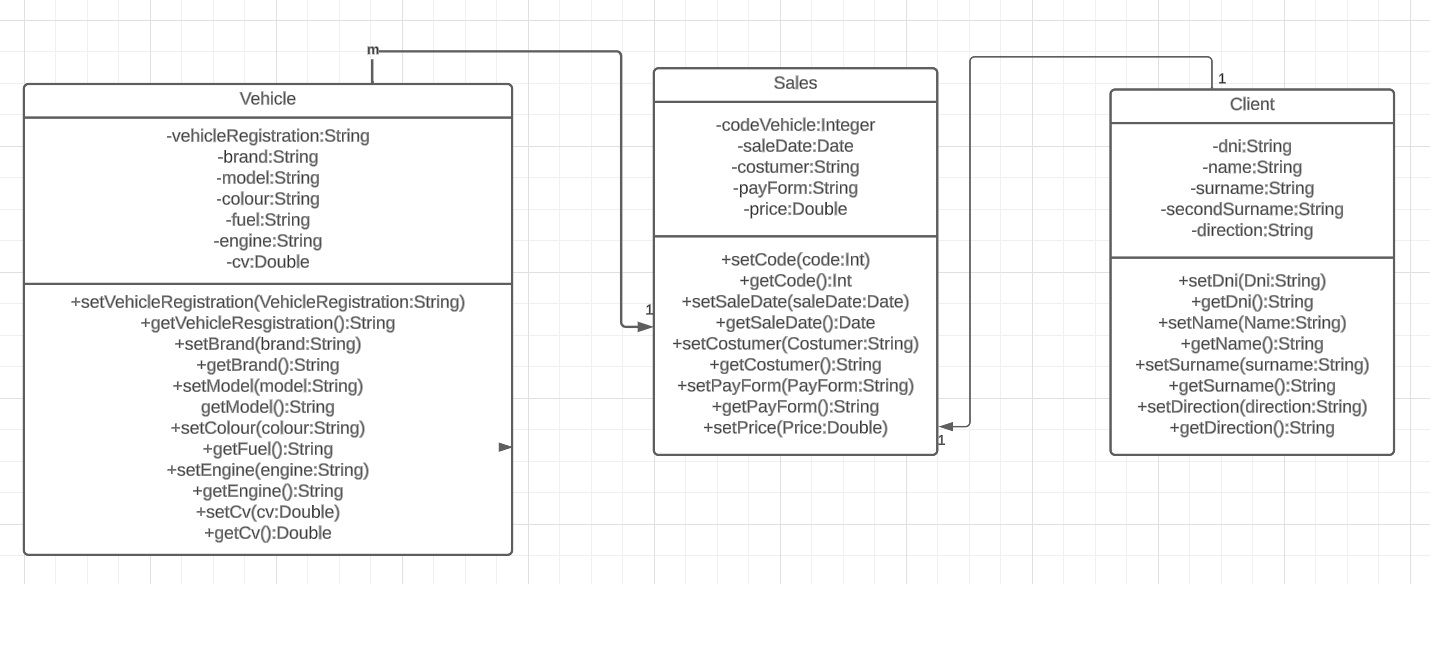 m
Vehicle
-vehicleRegistration:String
-brand:String
-model:String
-colour:String
-fuel:String
-engine:String
-cv:Double
+setVehicleRegistration(VehicleRegistration:String)
+getVehicleResgistration():String
+setBrand(brand:String)
+getBrand():String
+setModel(model:String)
getModel():String
+setColour(colour:String)
+getFuel():String
+setEngine(engine:String)
+getEngine():String
+setCv(cv:Double)
+getCv():Double
1
Sales
-codeVehicle:Integer
-saleDate:Date
-costumer:String
-payForm:String
-price:Double
+setCode(code:Int)
+getCode():Int
+setSaleDate(saleDate:Date)
+getSaleDate():Date
+setCostumer(Costumer:String)
+getCostumer():String
+setPayForm(PayForm:String)
+getPayForm():String
+setPrice(Price:Double)
1
1
Client
-dni:String
-name:String
-surname:String
-secondSurname:String
-direction:String
+setDni(Dni:String)
+getDni():String
+setName(Name:String)
+getName():String
+setSurname(surname:String)
+getSurname():String
+setDirection(direction:String)
+getDirection():String